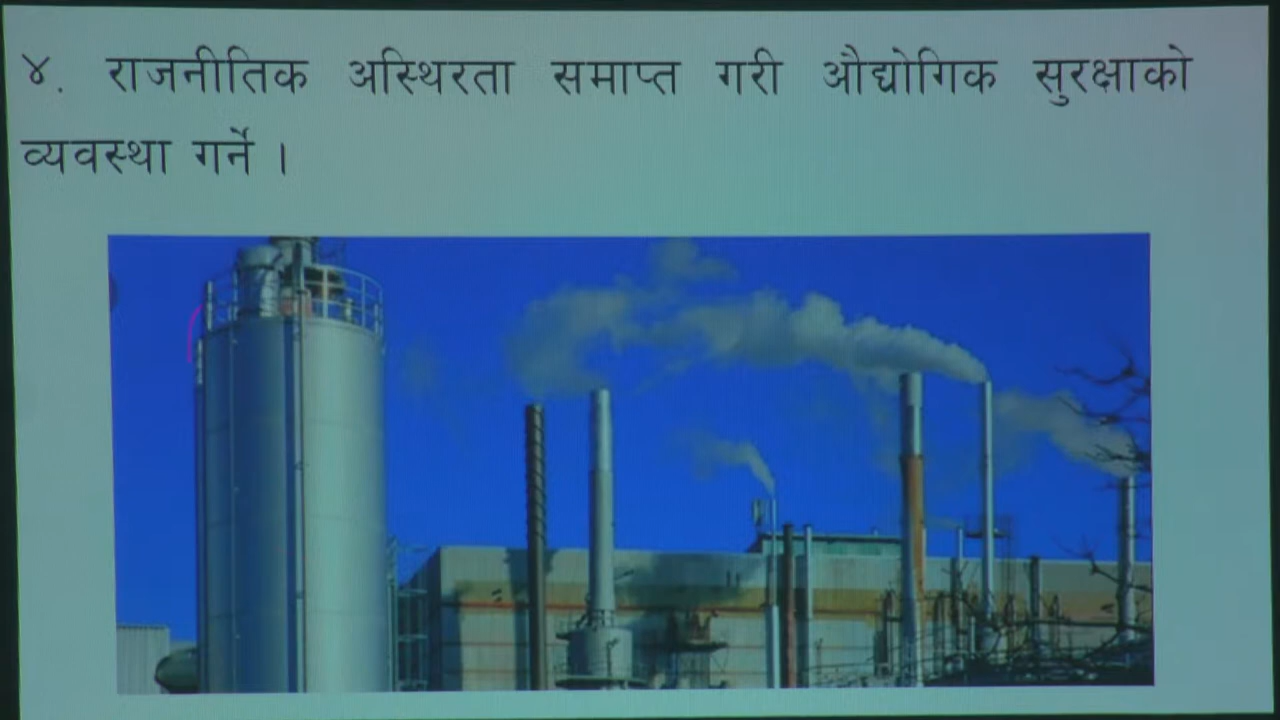 ४. राजनीतिक अस्थिरता समाप्त गरी औद्योगिक सुरक्षाको
व्यवस्था गर्ने ।